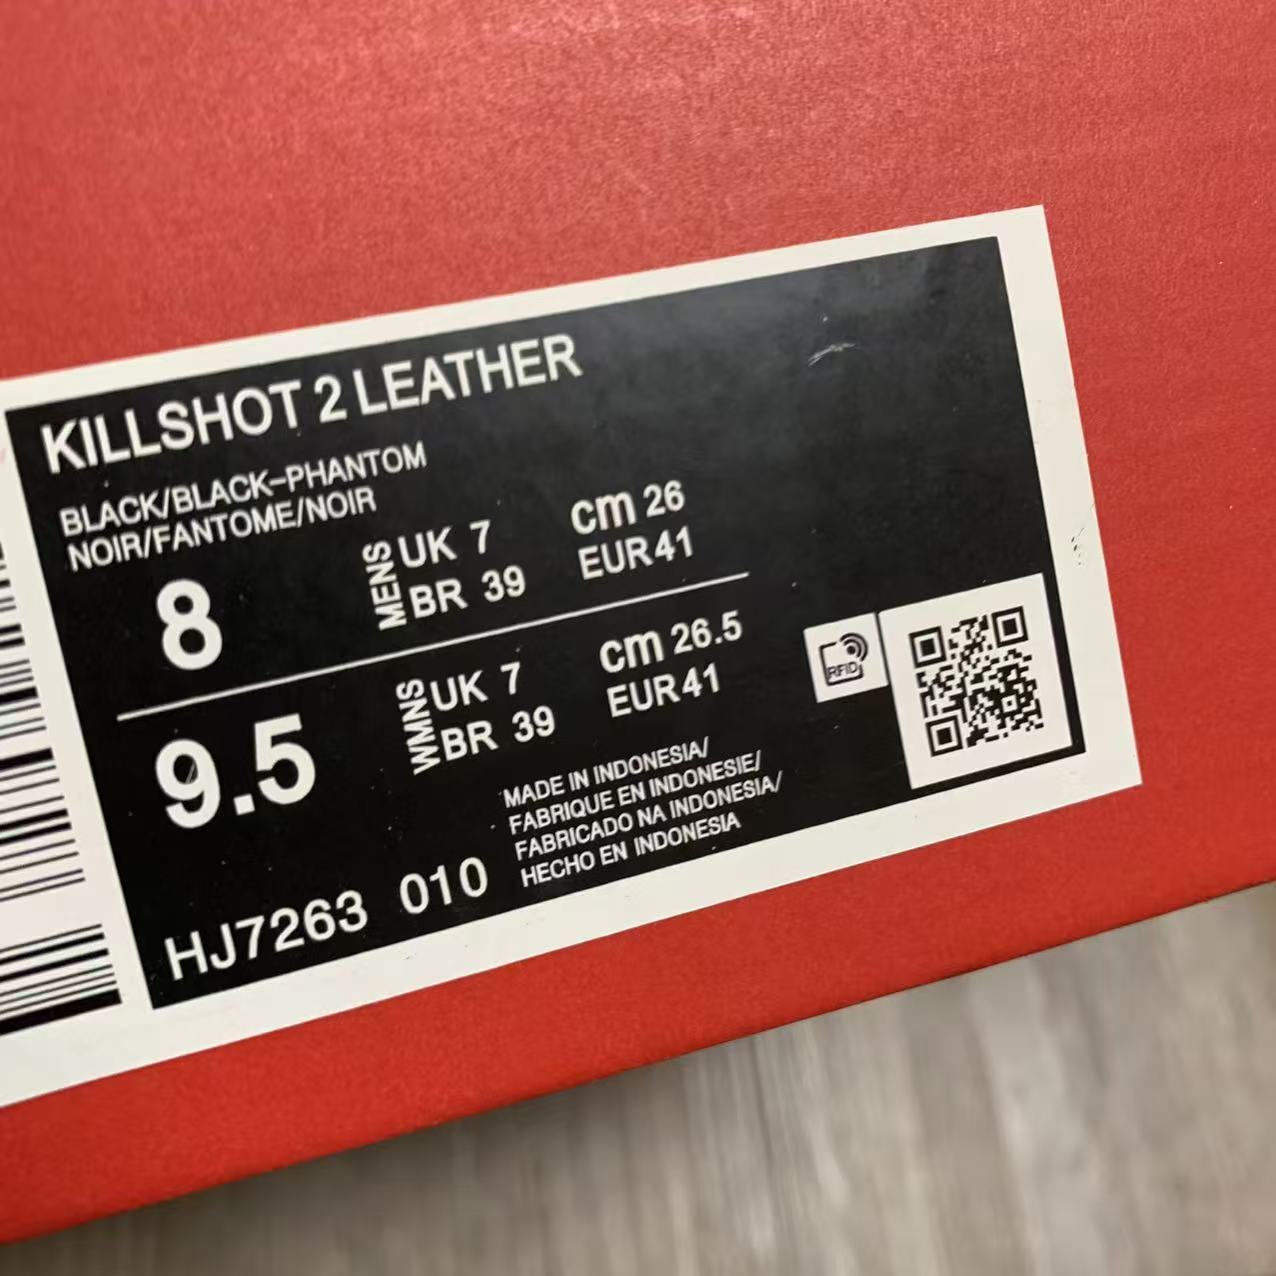 KILLSHOT 2 LEATHER
BLACK/BLACK-PHANTOM
NOIR/FANTOME/NOIR
8
MENS
UK 7
BR 39
cm 26
EUR 41
9.5
WMNS
UK 7
BR 39
cm 26.5
EUR 41
MADE IN INDONESIA/
FABRIQUE EN INDONESIE/
FABRICADO NA INDONESIA/
HECHO EN INDONESIA
HJ7263 010
RFID